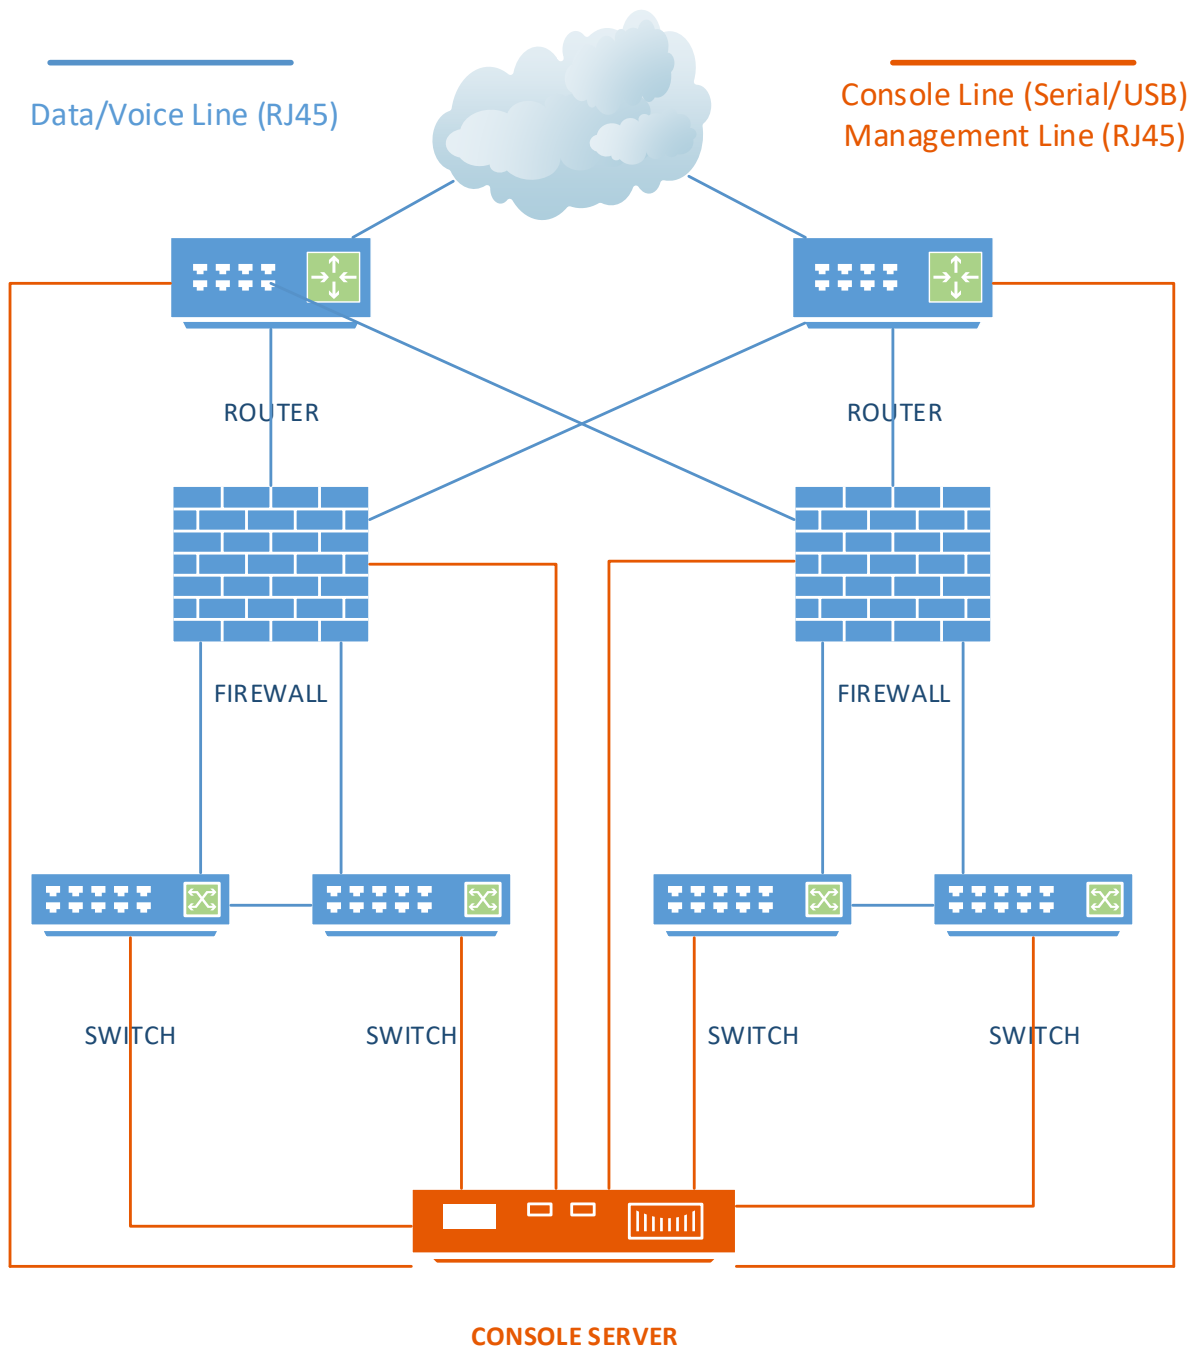 Data/Voice Line (RJ45)
Console Line (Serial/USB)
Management Line (RJ45)
ROUTER
ROUTER
FIREWALL
FIREWALL
SWITCH
SWITCH
SWITCH
SWITCH
CONSOLE SERVER